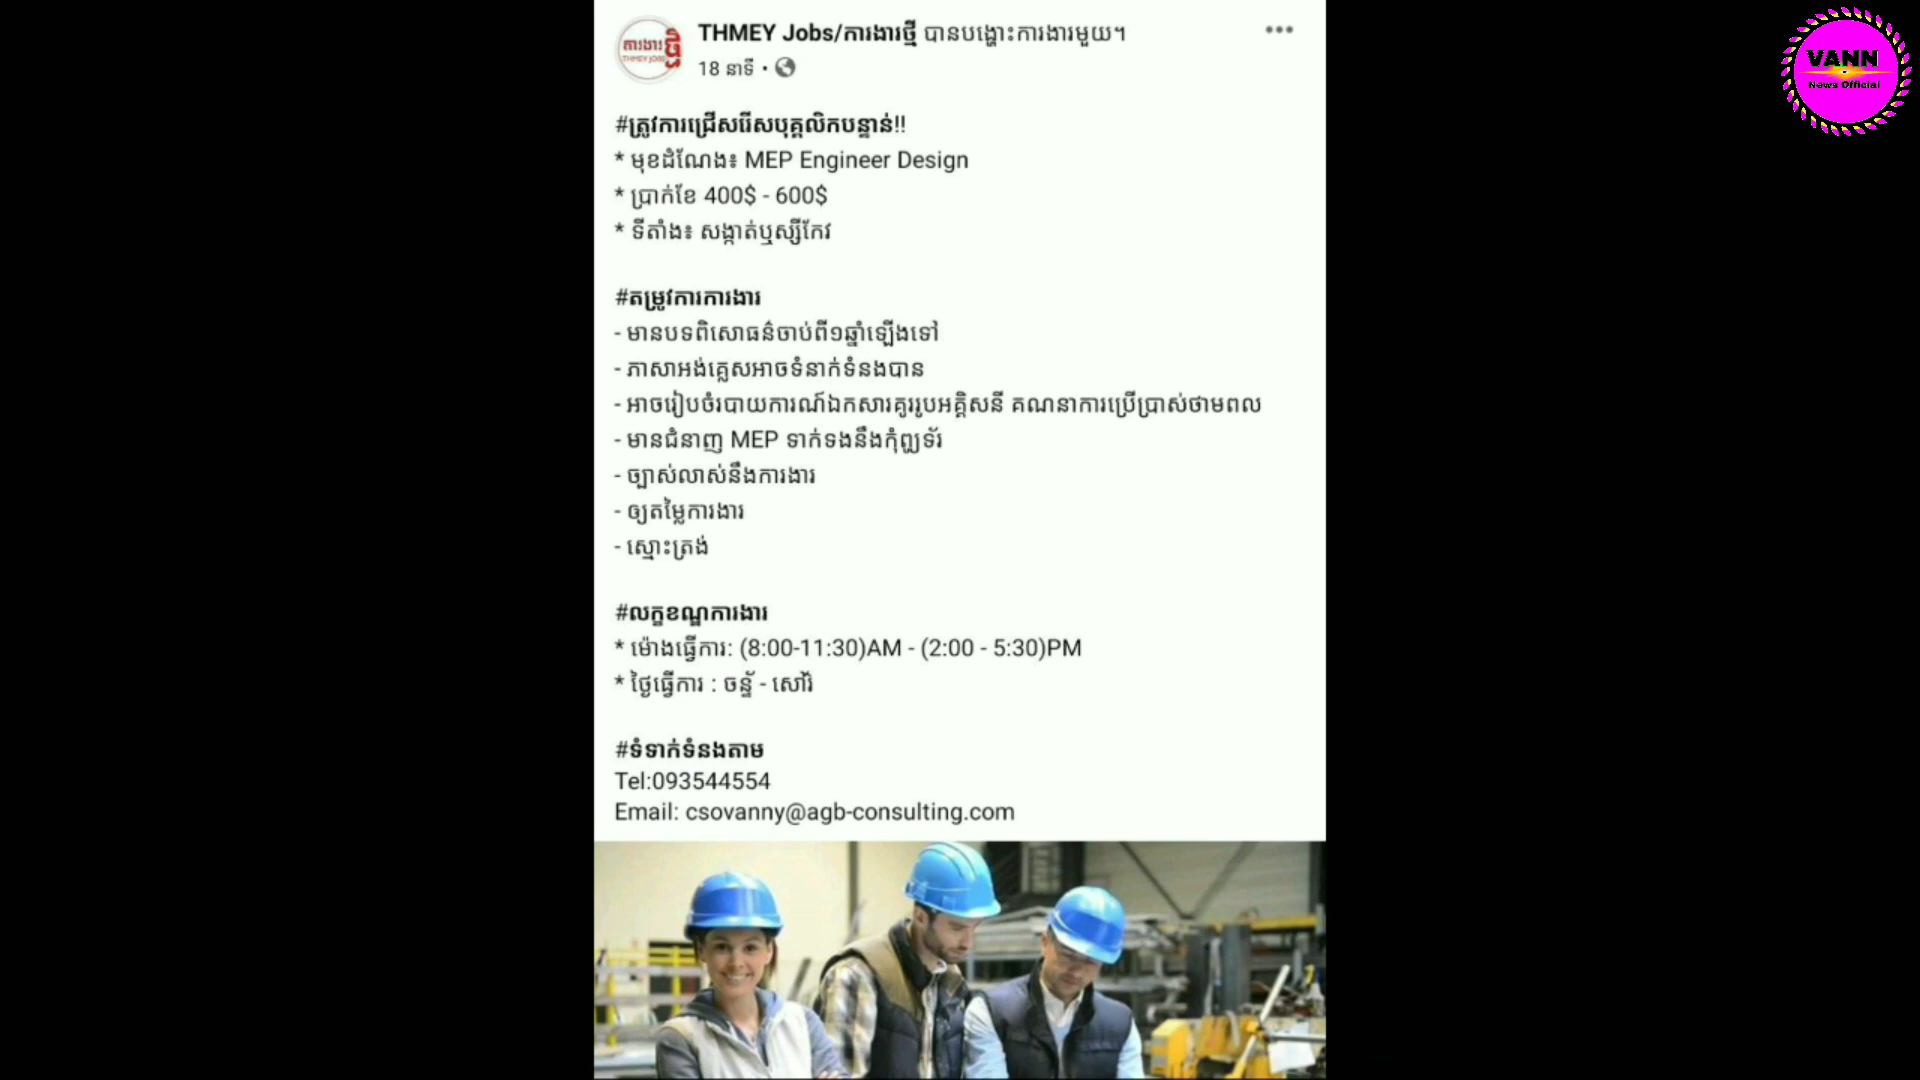 THMEY Jobs/ការងារថ្មី បានបង្ហោះការងារមួយ។
18 នាទី ·
ការងារថ្មី
THMEY JOBS
VANN
News Official
#ត្រូវការជ្រើសរើសបុគ្គលិកបន្ទាន់!!
* មុខដំណែង៖ MEP Engineer Design
* ប្រាក់ខែ 400$ - 600$
* ទីតាំង៖ សង្កាត់ឬស្សីកែវ
#តម្រូវការការងារ
- មានបទពិសោធន៌ចាប់ពី១ឆ្នាំឡើងទៅ
- ភាសាអង់គ្លេសអាចទំនាក់ទំនងបាន
- អាចរៀបចំរបាយការណ៍ឯកសារគូររូបអគ្គិសនី គណនាការប្រើប្រាស់ថាមពល
- មានជំនាញ MEP ទាក់ទងនឹងកុំព្យូទ័រ
- ច្បាស់លាស់នឹងការងារ
- ឲ្យតម្លៃការងារ
- ស្មោះត្រង់
#លក្ខខណ្ឌការងារ
* ម៉ោងធ្វើការ: (8:00-11:30)AM - (2:00 - 5:30)PM
* ថ្ងៃធ្វើការ : ចន្ទ័ - សៅរ៍
#ទំទាក់ទំនងតាម
Tel:093544554
Email: csovanny@agb-consulting.com